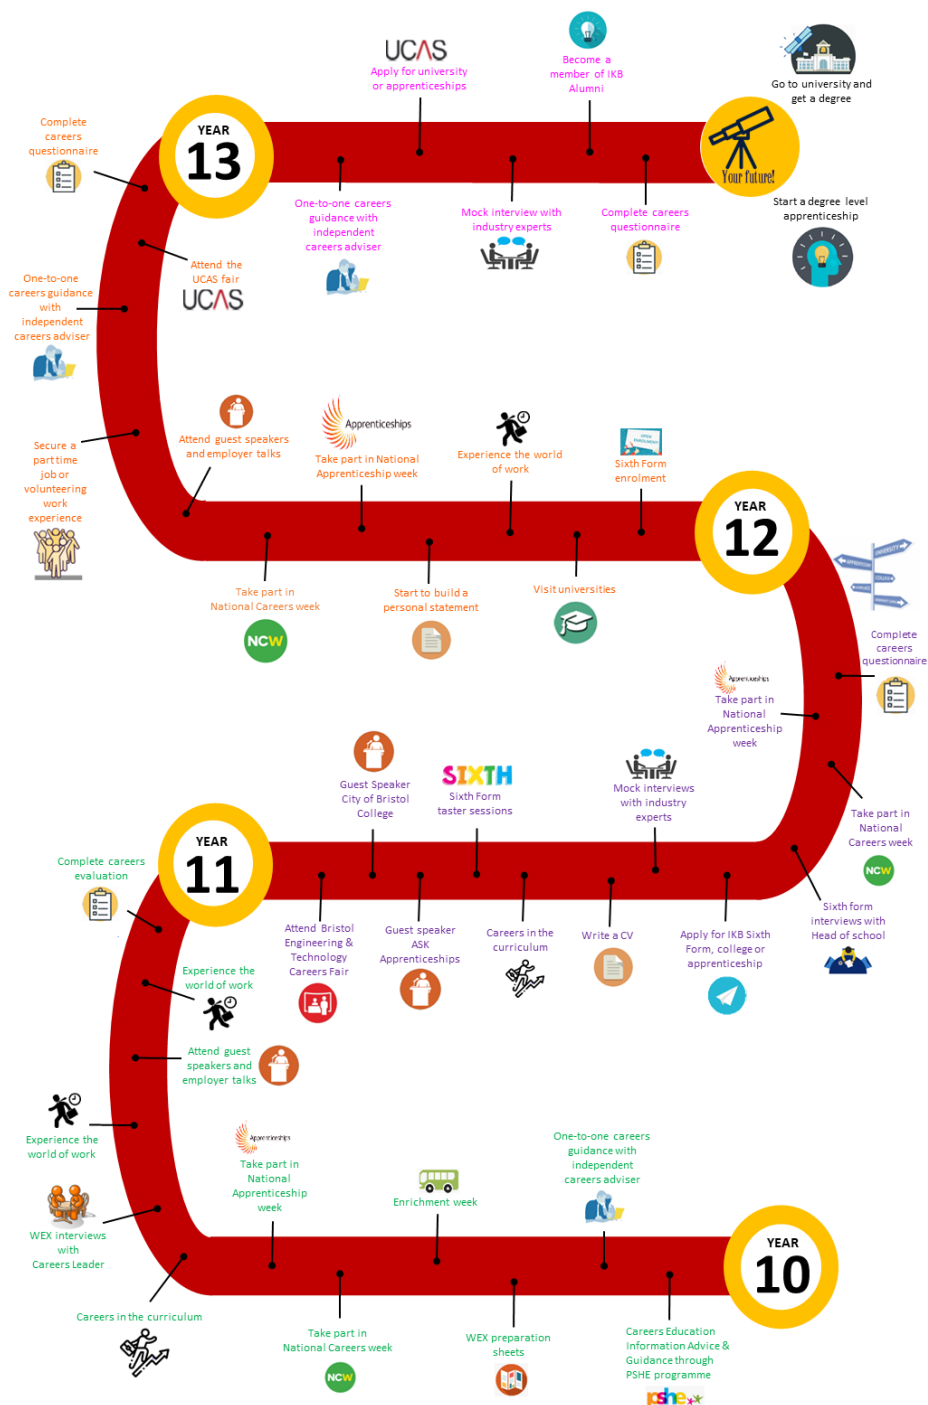 UCAS
Apply for university
or apprenticeships
Become a
member of IKB
Alumni
Go to university and
get a degree
Complete
careers
questionnaire
YEAR
13
Your future!
One-to-one careers
guidance with
independent
careers adviser
Mock interview with
industry experts
Complete careers
questionnaire
Start a degree level
apprenticeship
Attend the
UCAS fair
UCAS
One-to-one
careers guidance
with
independent
careers adviser
Secure a
part time
job or
volunteering
work
experience
Attend guest speakers
and employer talks
Apprenticeships
Take part in National
Apprenticeship week
Experience the world
of work
Sixth Form
enrolment
YEAR
12
Take part in
National Careers week
NCW
Start to build a
personal statement
Visit universities
UNIVERSITY
Complete
careers
questionnaire
Apprenticeships
Take part in
National
Apprenticeship
week
Take part in
National
Careers week
NCW
Sixth form
interviews with
Head of school
Guest Speaker
City of Bristol
College
SIXTH
Sixth Form
taster sessions
Mock interviews
with industry
experts
YEAR
11
Attend Bristol
Engineering &
Technology
Careers Fair
Guest speaker
ASK
Apprenticeships
Careers in the
curriculum
Write a CV
Apply for IKB Sixth
Form, college or
apprenticeship
Complete careers
evaluation
Experience the
world of work
Attend guest
speakers and
employer talks
Experience the
world of work
WEX interviews
with
Careers Leader
Careers in the curriculum
Apprenticeships
Take part in
National
Apprenticeship
week
Enrichment week
One-to-one careers
guidance with
independent
careers adviser
YEAR
10
Take part in
National Careers week
NCW
WEX preparation
sheets
Careers Education
Information Advice &
Guidance through
PSHE programme
pshe